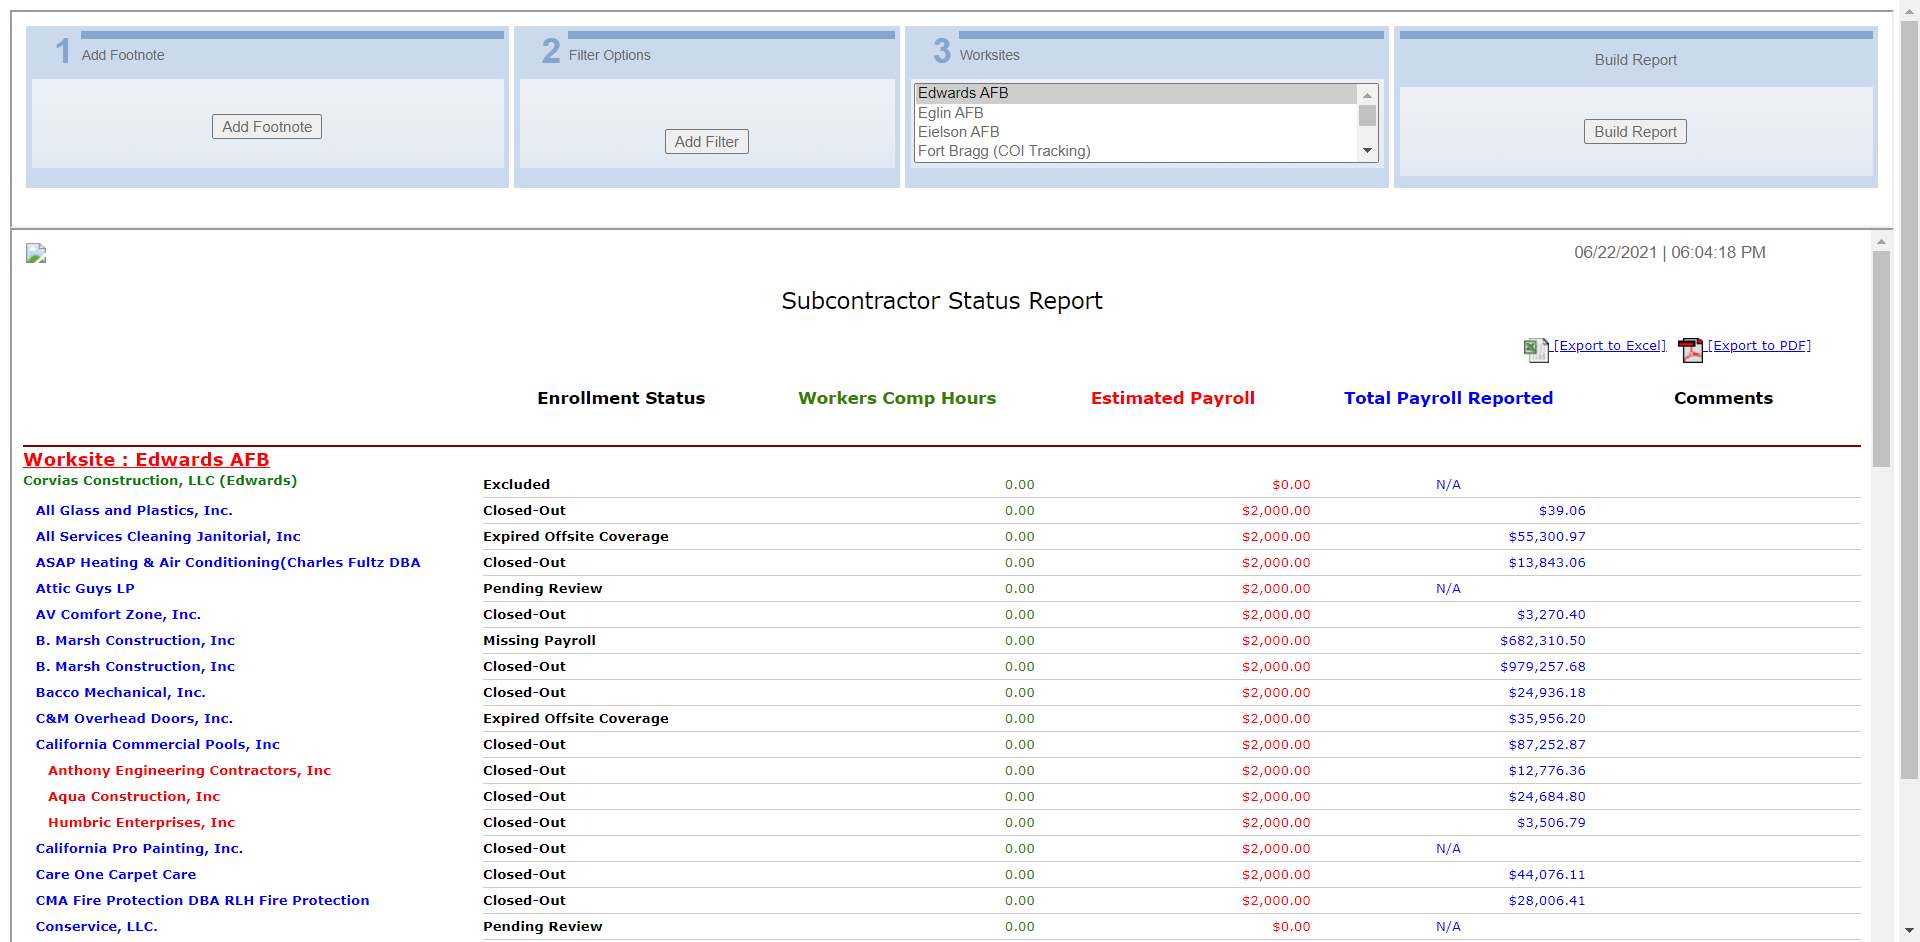 1 Add Footnote
Add Footnote
2 Filter Options
Add Filter
3 Worksites
Edwards AFB
Eglin AFB
Eielson AFB
Fort Bragg (COI Tracking)
Build Report
Build Report
06/22/2021 | 06:04:18 PM
Subcontractor Status Report
[Export to Excel] [Export to PDF]
Enrollment Status Workers Comp Hours Estimated Payroll Total Payroll Reported Comments
Worksite : Edwards AFB
Corvias Construction, LLC (Edwards) Excluded 0.00 $0.00 N/A
All Glass and Plastics, Inc. Closed-Out 0.00 $2,000.00 $39.06
All Services Cleaning Janitorial, Inc Expired Offsite Coverage 0.00 $2,000.00 $55,300.97
ASAP Heating & Air Conditioning(Charles Fultz DBA Closed-Out 0.00 $2,000.00 $13,843.06
Attic Guys LP Pending Review 0.00 $2,000.00 N/A
AV Comfort Zone, Inc. Closed-Out 0.00 $2,000.00 $3,270.40
B. Marsh Construction, Inc Missing Payroll 0.00 $2,000.00 $682,310.50
B. Marsh Construction, Inc Closed-Out 0.00 $2,000.00 $979,257.68
Bacco Mechanical, Inc. Closed-Out 0.00 $2,000.00 $24,936.18
C&M Overhead Doors, Inc. Expired Offsite Coverage 0.00 $2,000.00 $35,956.20
California Commercial Pools, Inc Closed-Out 0.00 $2,000.00 $87,252.87
Anthony Engineering Contractors, Inc Closed-Out 0.00 $2,000.00 $12,776.36
Aqua Construction, Inc Closed-Out 0.00 $2,000.00 $24,684.80
Humbric Enterprises, Inc Closed-Out 0.00 $2,000.00 $3,506.79
California Pro Painting, Inc. Closed-Out 0.00 $2,000.00 N/A
Care One Carpet Care Closed-Out 0.00 $2,000.00 $44,076.11
CMA Fire Protection DBA RLH Fire Protection Closed-Out 0.00 $2,000.00 $28,006.41
Conservice, LLC. Pending Review 0.00 $0.00 N/A